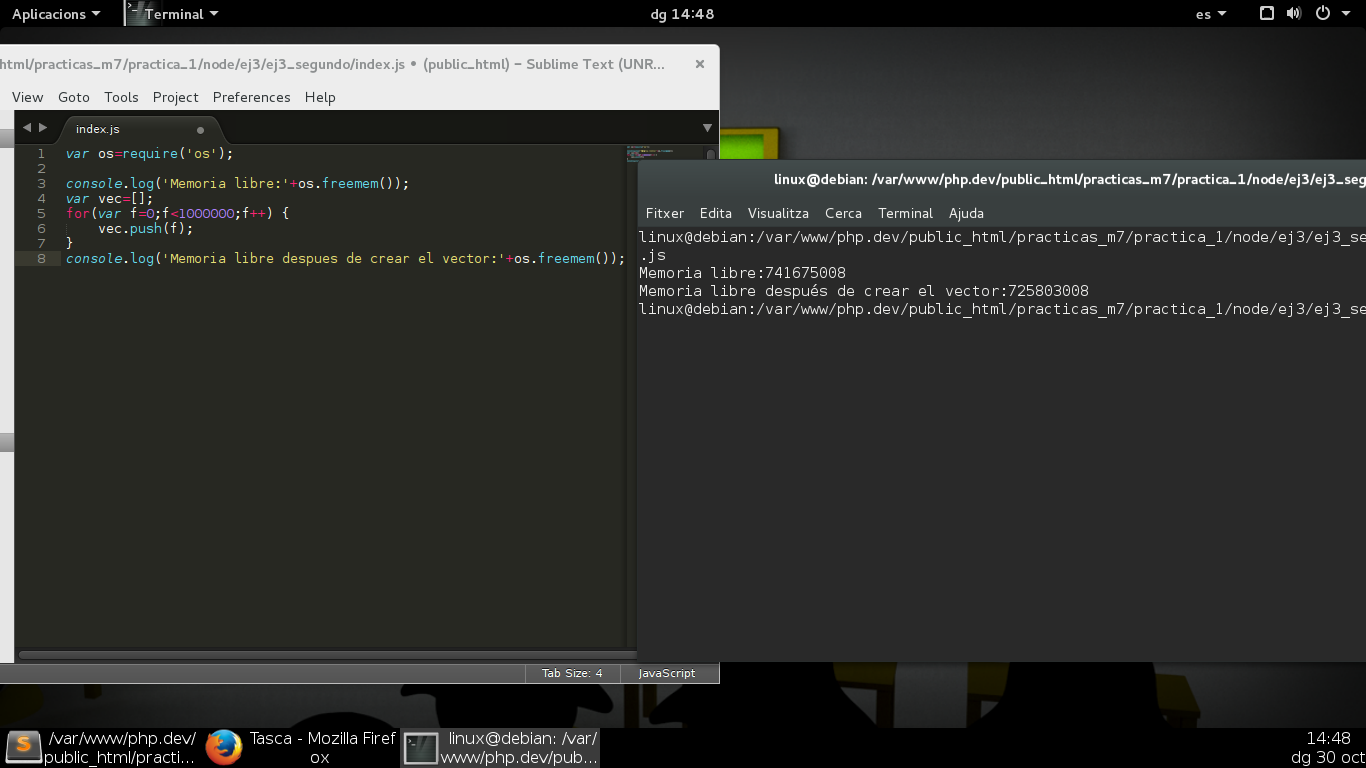 Aplicacions
Terminal
dg 14:48
es
html/practicas_m7/practica_1/node/ej3/ej3_segundo/index.js • (public_html) – Sublime Text (UNR...
View Goto Tools Project Preferences Help
index.js
1 var os=require('os');
2
3 console.log('Memoria libre:'+os.freemem());
4 var vec=[];
5 for(var f=0;f<1000000;f++) {
6 vec.push(f);
7 }
8 console.log('Memoria libre despues de crear el vector:'+os.freemem());
Tab Size: 4
JavaScript
linux@debian: /var/www/php.dev/public_html/practicas_m7/practica_1/node/ej3/ej3_seg
Fitxer Edita Visualitza Cerca Terminal Ajuda
linux@debian:/var/www/php.dev/public_html/practicas_m7/practica_1/node/ej3/ej3_se
.js
Memoria libre:741675008
Memoria libre después de crear el vector:725803008
linux@debian:/var/www/php.dev/public_html/practicas_m7/practica_1/node/ej3/ej3_se
/var/www/php.dev/
public_html/practi...
Tasca - Mozilla Firef
ox
linux@debian: /var/
www/php.dev/pub...
14:48
dg 30 oct